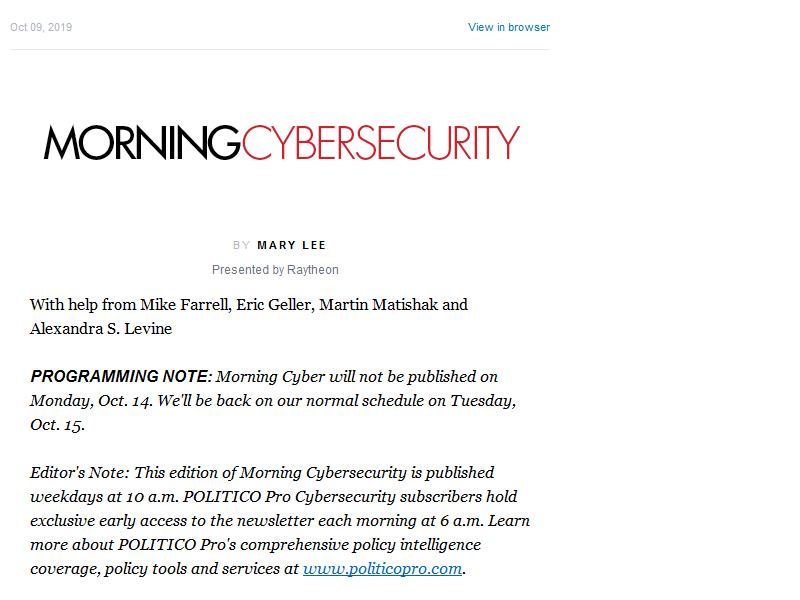 Oct 09, 2019 View in browser
MORNINGCYBERSECURITY
BY MARY LEE
Presented by Raytheon
With help from Mike Farrell, Eric Geller, Martin Matishak and
Alexandra S. Levine
PROGRAMMING NOTE: Morning Cyber will not be published on
Monday, Oct. 14. We'll be back on our normal schedule on Tuesday,
Oct. 15.
Editor's Note: This edition of Morning Cybersecurity is published
weekdays at 10 a.m. POLITICO Pro Cybersecurity subscribers hold
exclusive early access to the newsletter each morning at 6 a.m. Learn
more about POLITICO Pro's comprehensive policy intelligence
coverage, policy tools and services at www.politicopro.com.